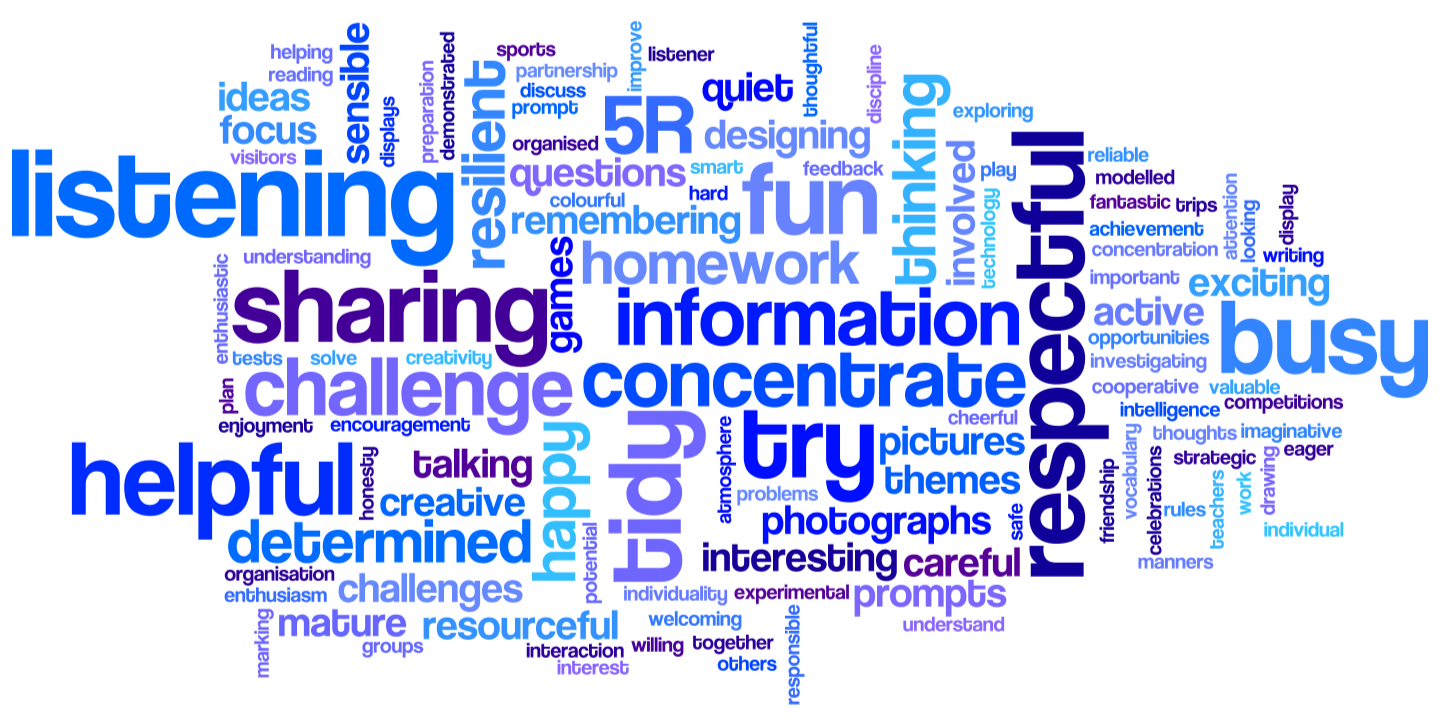 helping
reading
ideas
focus
visitors
sensible
displays
preparation
demonstrated
listening
resilient
sports
partnership
discuss
prompt
organised
improve
listener
5R
quiet
thoughtful
discipline
designing
questions
smart
feedback
colourful
hard
remembering
fun
thinking
exploring
involved
play
technology
homework
games
understanding
enthusiastic
sharing
information
respectful
reliable
modelled
fantastic
trips
achievement
concentration
attention
looking
display
writing
important
exciting
active
opportunities
investigating
busy
cooperative
valuable
tests
solve
creativity
plan
challenge
enjoyment
encouragement
concentrate
cheerful
intelligence
competitions
thoughts
imaginative
strategic
eager
helpful
honesty
talking
creative
happy
tidy
atmosphere
try
pictures
themes
problems
photographs
safe
friendship
vocabulary
celebrations
rules
teachers
work
drawing
individual
manners
determined
organisation
enthusiasm
challenges
potential
interesting
careful
individuality
experimental
prompts
understand
marking
mature
groups
resourceful
interaction
interest
welcoming
willing
together
others
responsible